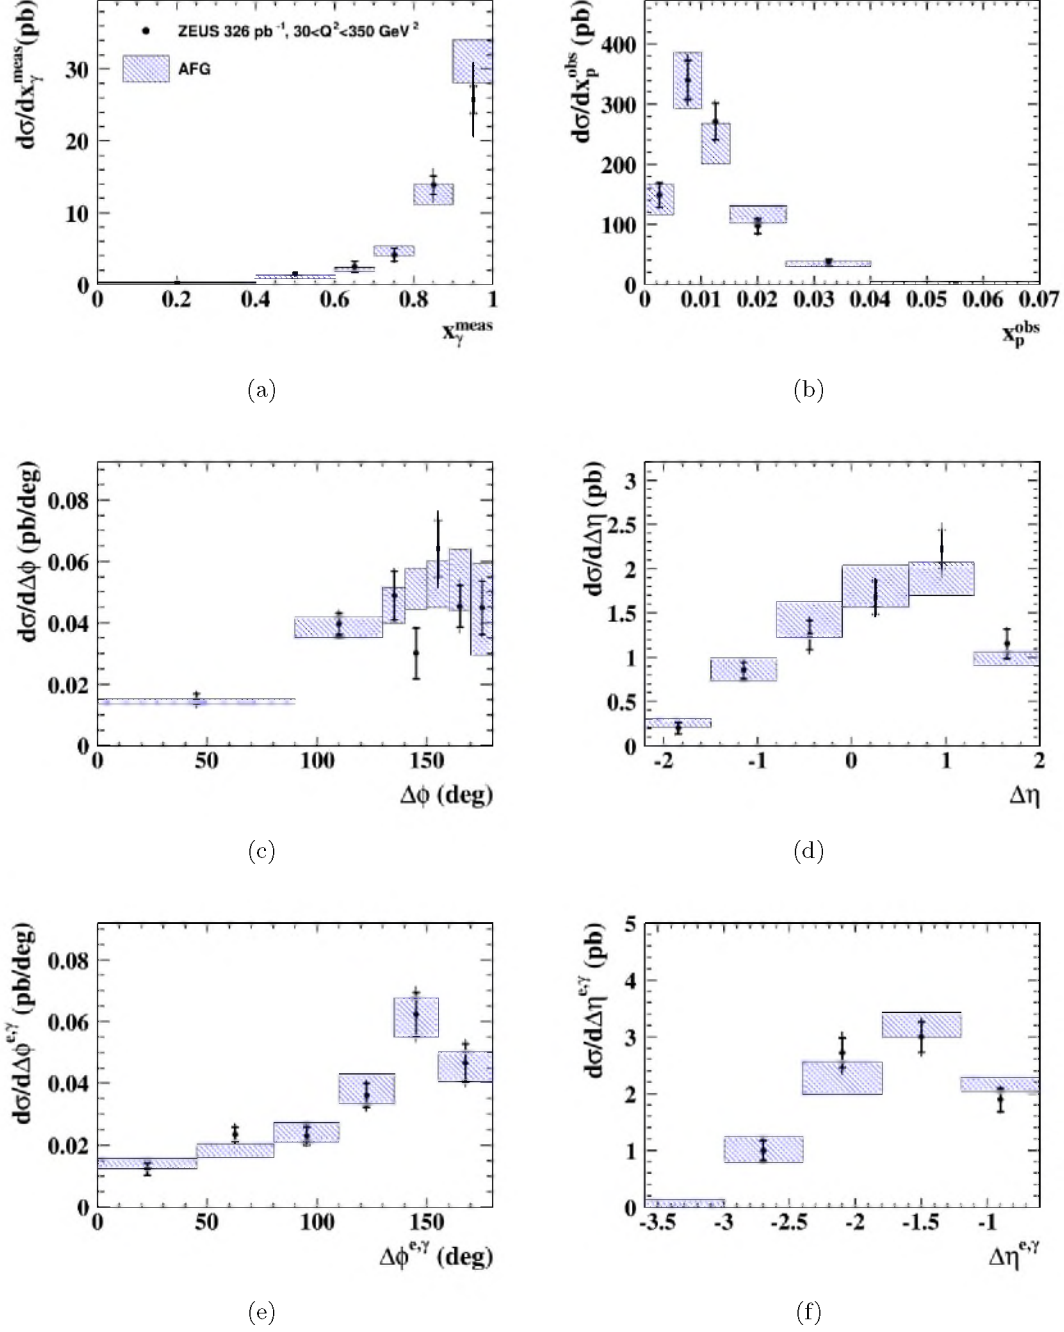 dσ/dx_γ^meas (pb)
ZEUS 326 pb⁻¹, 30<Q²<350 GeV²
AFG
30
20
10
0
0 0.2 0.4 0.6 0.8 1
x_γ^meas
(a)
dσ/dx_p^obs (pb)
400
300
200
100
0
0 0.01 0.02 0.03 0.04 0.05 0.06 0.07
x_p^obs
(b)
dσ/dΔϕ (pb/deg)
0.08
0.06
0.04
0.02
0
0 50 100 150
Δϕ (deg)
(c)
dσ/dΔη (pb)
3
2.5
2
1.5
1
0.5
0
-2 -1 0 1 2
Δη
(d)
dσ/dΔϕ^e,γ (pb/deg)
0.08
0.06
0.04
0.02
0
0 50 100 150
Δϕ^e,γ (deg)
(e)
dσ/dΔη^e,γ (pb)
5
4
3
2
1
0
-3.5 -3 -2.5 -2 -1.5 -1
Δη^e,γ
(f)